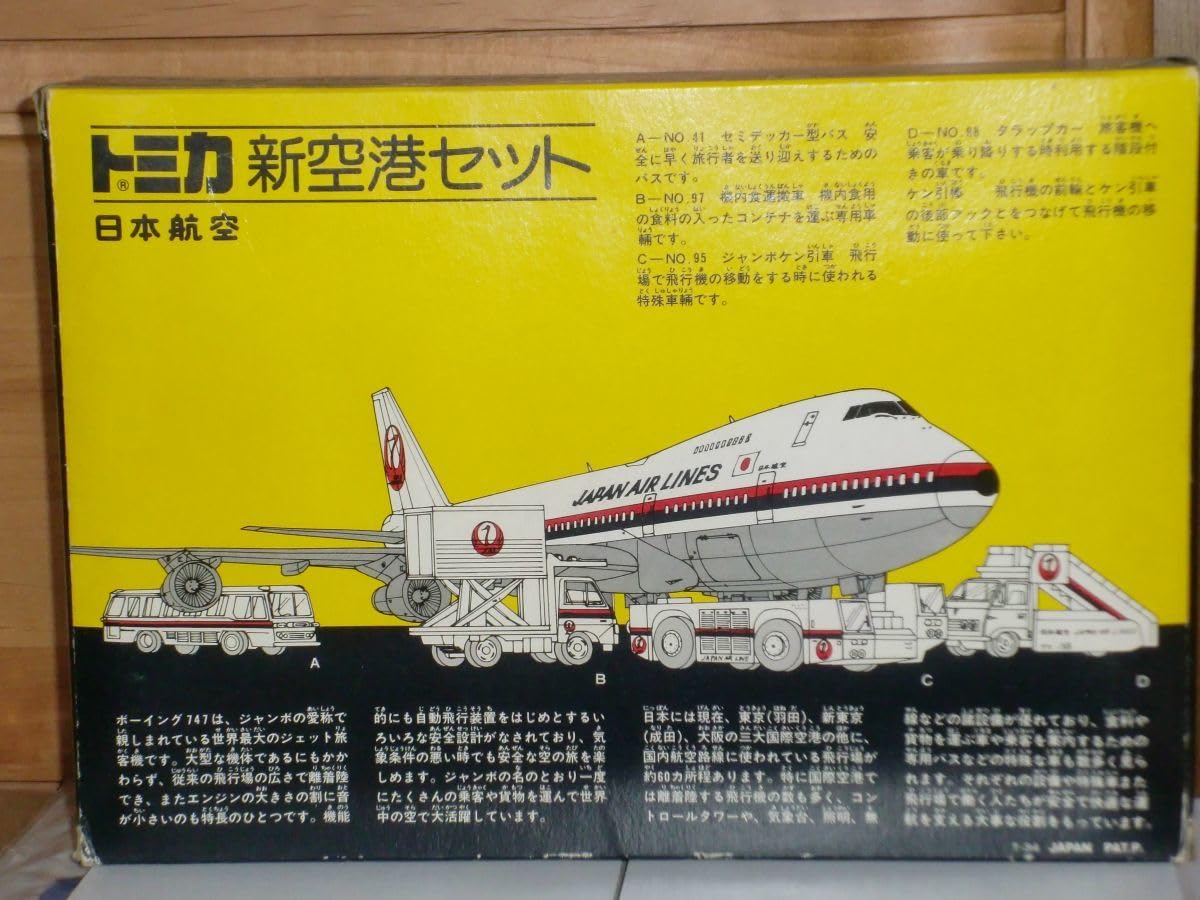 トミカ® 新空港セット
日本航空
A－NO.41 セミデッカー型バス 安
全に早く旅行者を送り迎えするための
バスです。
B－NO.97 機内食運搬車 機内食用
の食料の入ったコンテナを運ぶ専用車
輛です。
C－NO.95 ジャンボケン引車 飛行
場で飛行機の移動をする時に使われる
特殊車輛です。
D－NO. タラップカー 旅客機へ
乗客が乗り降りする時利用する階段付
きの車です。
ケン引棒 飛行機の前輪とケン引車
の後部フックとをつなげて飛行機の移
動に使って下さい。
JAPAN AIR LINES
日本航空
JAL
JAPAN AIR LINE
日本航空 JAPAN AIR LINES
A
B
C
D
ボーイング747は、ジャンボの愛称で
親しまれている世界最大のジェット旅
客機です。大型な機体であるにもかか
わらず、従来の飛行場の広さで離着陸
でき、またエンジンの大きさの割に音
が小さいのも特長のひとつです。機能
的にも自動飛行装置をはじめとするい
ろいろな安全設計がなされており、気
象条件の悪い時でも安全な空の旅を楽
しめます。ジャンボの名のとおり一度
にたくさんの乗客や貨物を運んで世界
中の空で大活躍しています。
日本には現在、東京(羽田)、新東京
(成田)、大阪の三大国際空港の他に、
国内航空路線に使われている飛行場が
約60カ所程あります。特に国際空港で
は離着陸する飛行機の数も多く、コン
トロールタワーや、気象台、照明、無
線などの諸設備が優れており、食料や
貨物を運ぶ車や乗客を案内するための
専用バスなどの特殊車も数多く見ら
れます。それぞれの設備や特殊車また
飛行場で働く人たちが安全で快適な運
航を支える大事な役割をもっています。
JAPAN PAT.P.